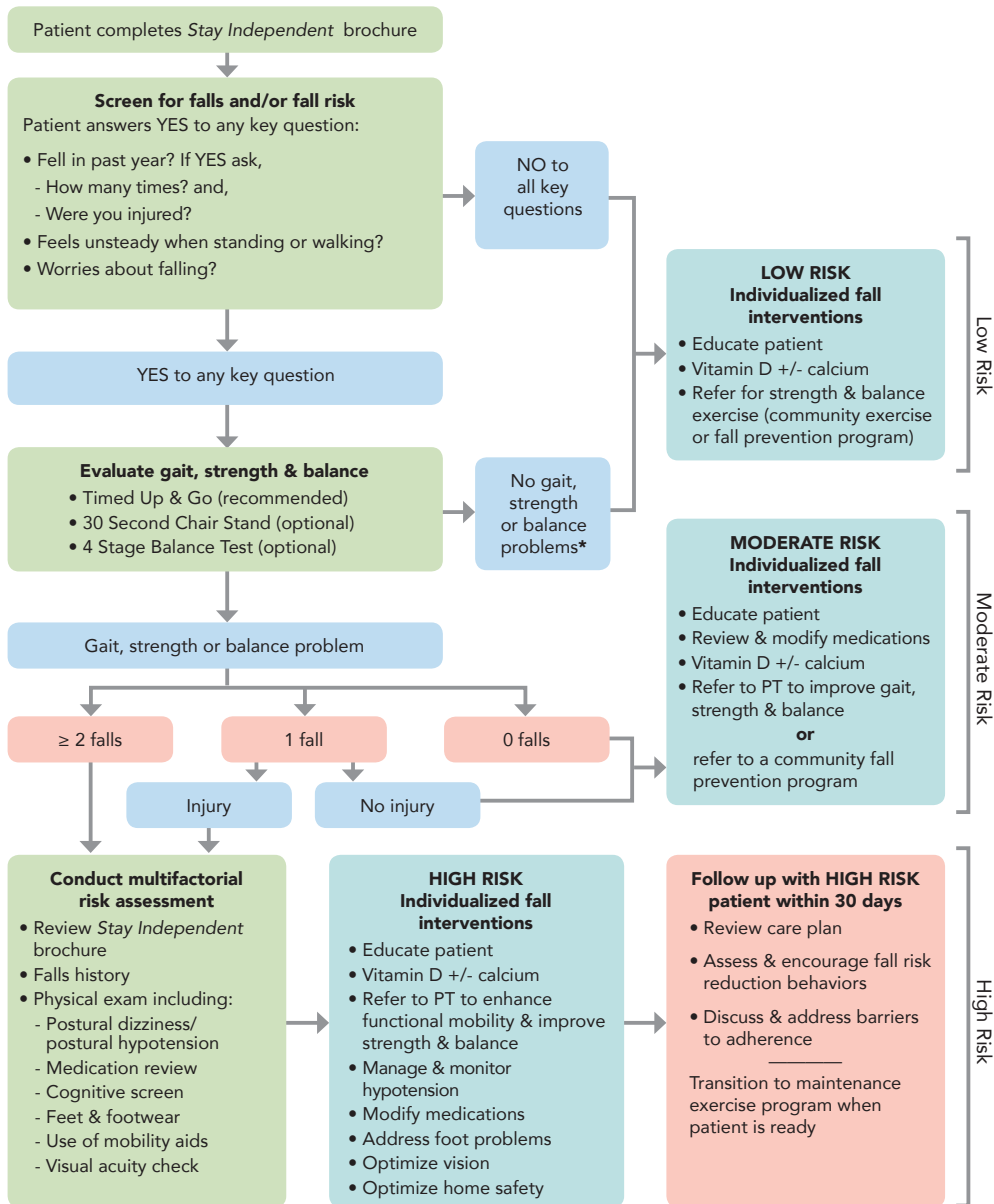 Patient completes Stay Independent brochure
Screen for falls and/or fall risk
Patient answers YES to any key question:
• Fell in past year? If YES ask,
- How many times? and,
- Were you injured?
• Feels unsteady when standing or walking?
• Worries about falling?
NO to
all key
questions
YES to any key question
Evaluate gait, strength & balance
• Timed Up & Go (recommended)
• 30 Second Chair Stand (optional)
• 4 Stage Balance Test (optional)
No gait,
strength
or balance
problems*
LOW RISK
Individualized fall
interventions
• Educate patient
• Vitamin D +/- calcium
• Refer for strength & balance
exercise (community exercise
or fall prevention program)
Low Risk
Gait, strength or balance problem
≥ 2 falls
1 fall
0 falls
Injury
No injury
MODERATE RISK
Individualized fall
interventions
• Educate patient
• Review & modify medications
• Vitamin D +/- calcium
• Refer to PT to improve gait,
strength & balance
or
refer to a community fall
prevention program
Moderate Risk
Conduct multifactorial
risk assessment
• Review Stay Independent
brochure
• Falls history
• Physical exam including:
- Postural dizziness/
postural hypotension
- Medication review
- Cognitive screen
- Feet & footwear
- Use of mobility aids
- Visual acuity check
HIGH RISK
Individualized fall
interventions
• Educate patient
• Vitamin D +/- calcium
• Refer to PT to enhance
functional mobility & improve
strength & balance
• Manage & monitor
hypotension
• Modify medications
• Address foot problems
• Optimize vision
• Optimize home safety
Follow up with HIGH RISK
patient within 30 days
• Review care plan
• Assess & encourage fall risk
reduction behaviors
• Discuss & address barriers
to adherence
Transition to maintenance
exercise program when
patient is ready
High Risk